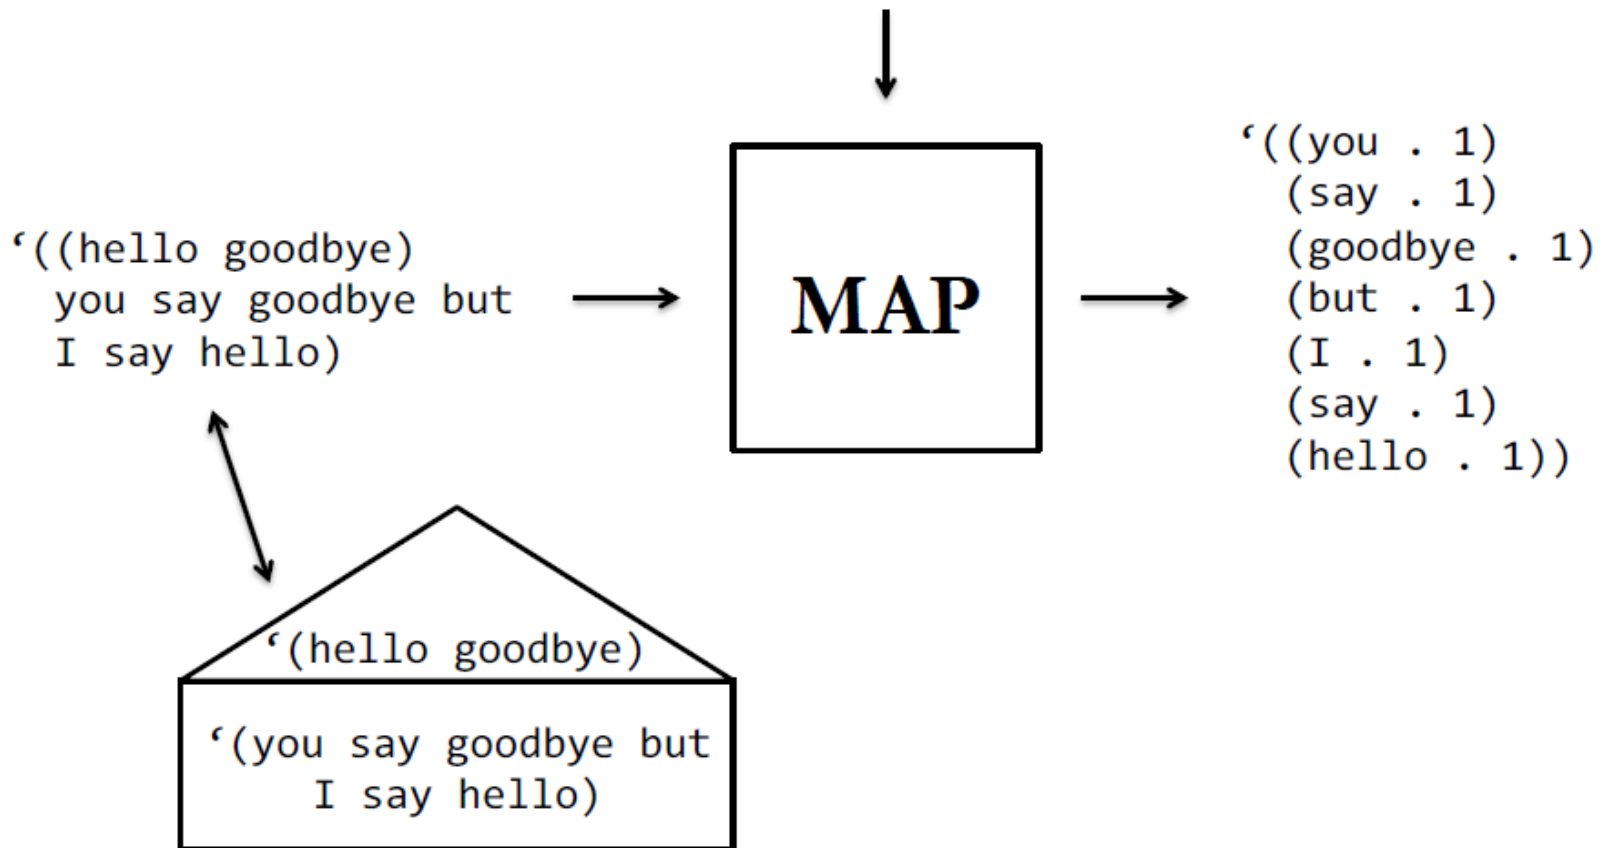 ‘((hello goodbye)
you say goodbye but
I say hello)
MAP
‘((you . 1)
(say . 1)
(goodbye . 1)
(but . 1)
(I . 1)
(say . 1)
(hello . 1))
‘(hello goodbye)
‘(you say goodbye but
I say hello)